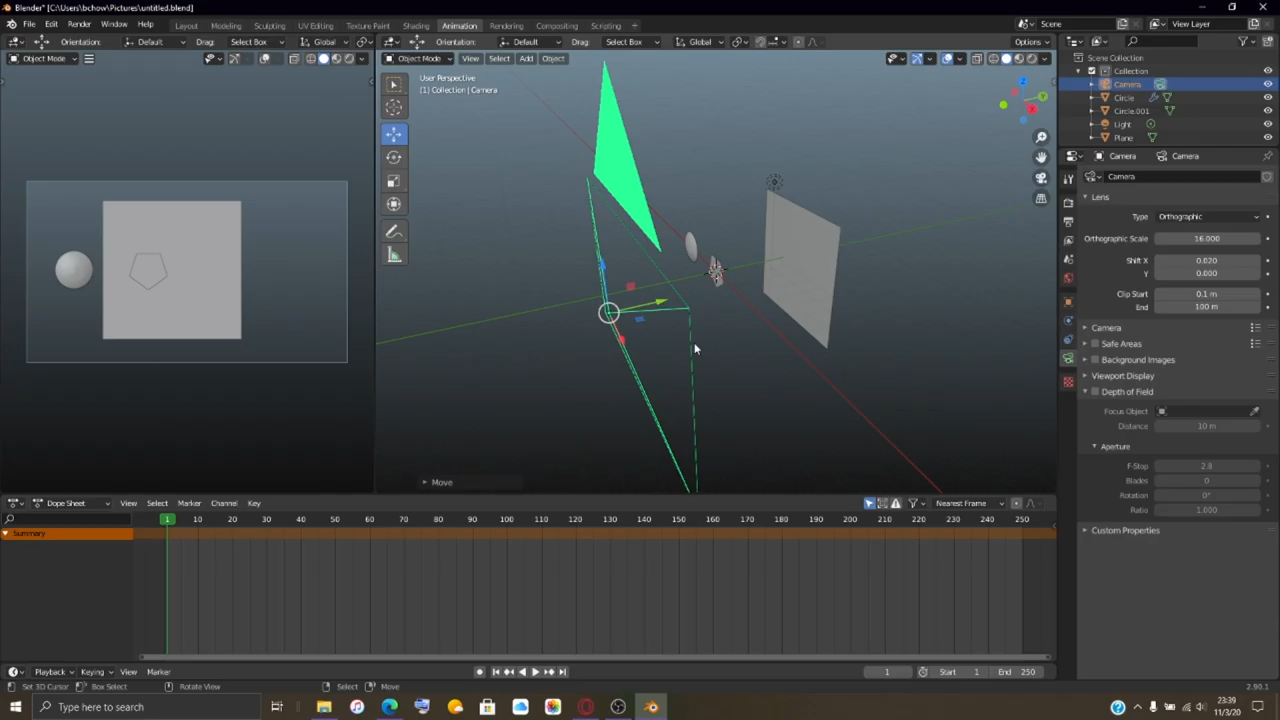 Blender* [C:\Users\bchow\Pictures\untitled.blend]
File Edit Render Window Help Layout Modeling Sculpting UV Editing Texture Paint Shading Animation Rendering Compositing Scripting + Scene View Layer
Orientation: Default Drag: Select Box Global Orientation: Default Drag: Select Box Global Options
Object Mode Object Mode View Select Add Object
User Perspective
(1) Collection | Camera
Scene Collection
Collection
Camera
Circle
Circle.001
Light
Plane
Camera Camera
Camera
Lens
Type Orthographic
Orthographic Scale 16.000
Shift X 0.020
Y 0.000
Clip Start 0.1 m
End 100 m
Camera
Safe Areas
Background Images
Viewport Display
Depth of Field
Focus Object
Distance 10 m
Aperture
F-Stop 2.8
Blades 0
Rotation 0°
Ratio 1.000
Custom Properties
Move
Dope Sheet View Select Marker Channel Key Nearest Frame
1 10 20 30 40 50 60 70 80 90 100 110 120 130 140 150 160 170 180 190 200 210 220 230 240 250
Summary
Playback Keying View Marker 1 Start 1 End 250
Set 3D Cursor Box Select Rotate View Select Move 2.90.1
Type here to search
23:39
11/3/20